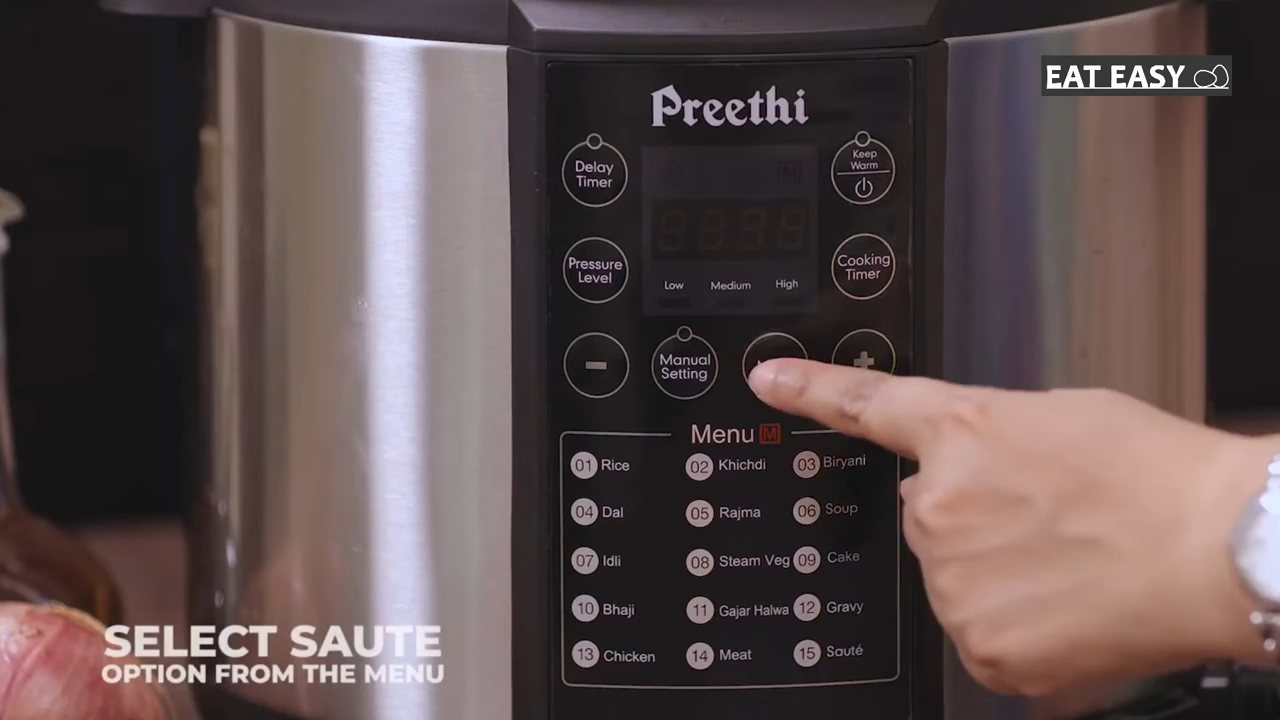 EAT EASY
Preethi
Delay
Timer
Keep
Warm
Pressure
Level
Cooking
Timer
Low Medium High
-
Manual
Setting
+
Menu M
01 Rice
02 Khichdi
03 Biryani
04 Dal
05 Rajma
06 Soup
07 Idli
08 Steam Veg
09 Cake
10 Bhaji
11 Gajar Halwa
12 Gravy
13 Chicken
14 Meat
15 Sauté
SELECT SAUTE
OPTION FROM THE MENU